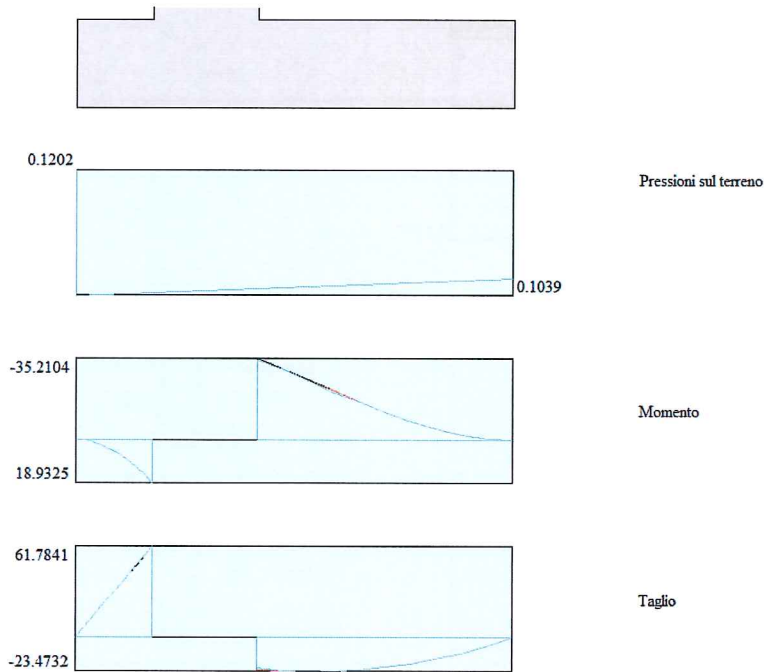 0.1202
Pressioni sul terreno
0.1039
-35.2104
Momento
18.9325
61.7841
Taglio
-23.4732